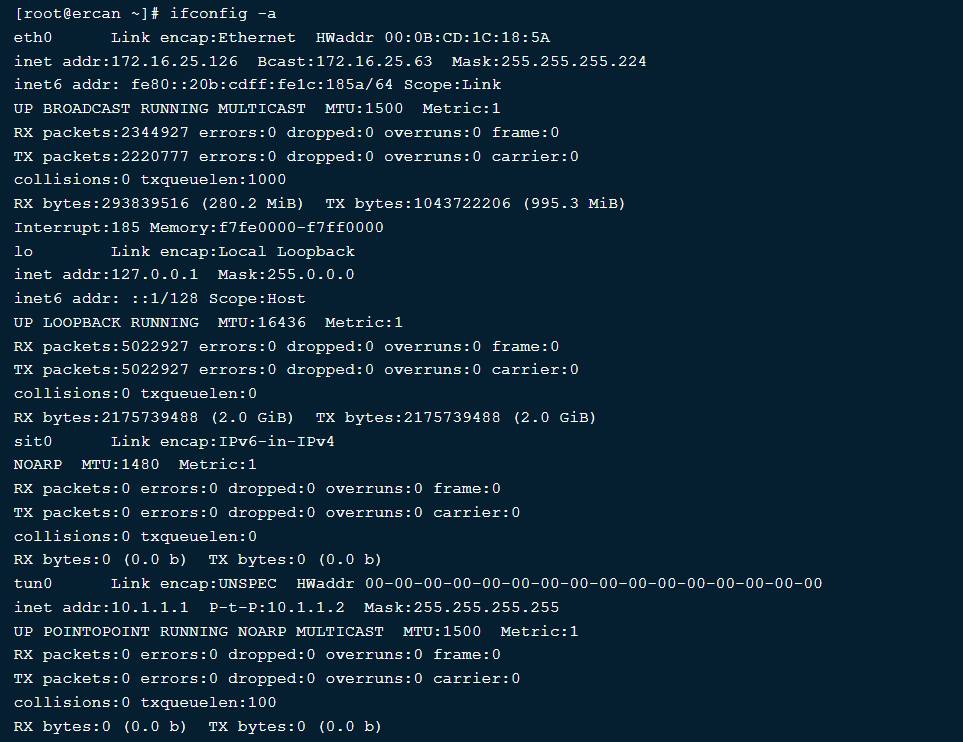 [root@ercan ~]# ifconfig -a
eth0      Link encap:Ethernet  HWaddr 00:0B:CD:1C:18:5A
inet addr:172.16.25.126  Bcast:172.16.25.63  Mask:255.255.255.224
inet6 addr: fe80::20b:cdff:fe1c:185a/64 Scope:Link
UP BROADCAST RUNNING MULTICAST  MTU:1500  Metric:1
RX packets:2344927 errors:0 dropped:0 overruns:0 frame:0
TX packets:2220777 errors:0 dropped:0 overruns:0 carrier:0
collisions:0 txqueuelen:1000
RX bytes:293839516 (280.2 MiB)  TX bytes:1043722206 (995.3 MiB)
Interrupt:185 Memory:f7fe0000-f7ff0000
lo        Link encap:Local Loopback
inet addr:127.0.0.1  Mask:255.0.0.0
inet6 addr: ::1/128 Scope:Host
UP LOOPBACK RUNNING  MTU:16436  Metric:1
RX packets:5022927 errors:0 dropped:0 overruns:0 frame:0
TX packets:5022927 errors:0 dropped:0 overruns:0 carrier:0
collisions:0 txqueuelen:0
RX bytes:2175739488 (2.0 GiB)  TX bytes:2175739488 (2.0 GiB)
sit0      Link encap:IPv6-in-IPv4
NOARP  MTU:1480  Metric:1
RX packets:0 errors:0 dropped:0 overruns:0 frame:0
TX packets:0 errors:0 dropped:0 overruns:0 carrier:0
collisions:0 txqueuelen:0
RX bytes:0 (0.0 b)  TX bytes:0 (0.0 b)
tun0      Link encap:UNSPEC  HWaddr 00-00-00-00-00-00-00-00-00-00-00-00-00-00-00-00
inet addr:10.1.1.1  P-t-P:10.1.1.2  Mask:255.255.255.255
UP POINTOPOINT RUNNING NOARP MULTICAST  MTU:1500  Metric:1
RX packets:0 errors:0 dropped:0 overruns:0 frame:0
TX packets:0 errors:0 dropped:0 overruns:0 carrier:0
collisions:0 txqueuelen:100
RX bytes:0 (0.0 b)  TX bytes:0 (0.0 b)